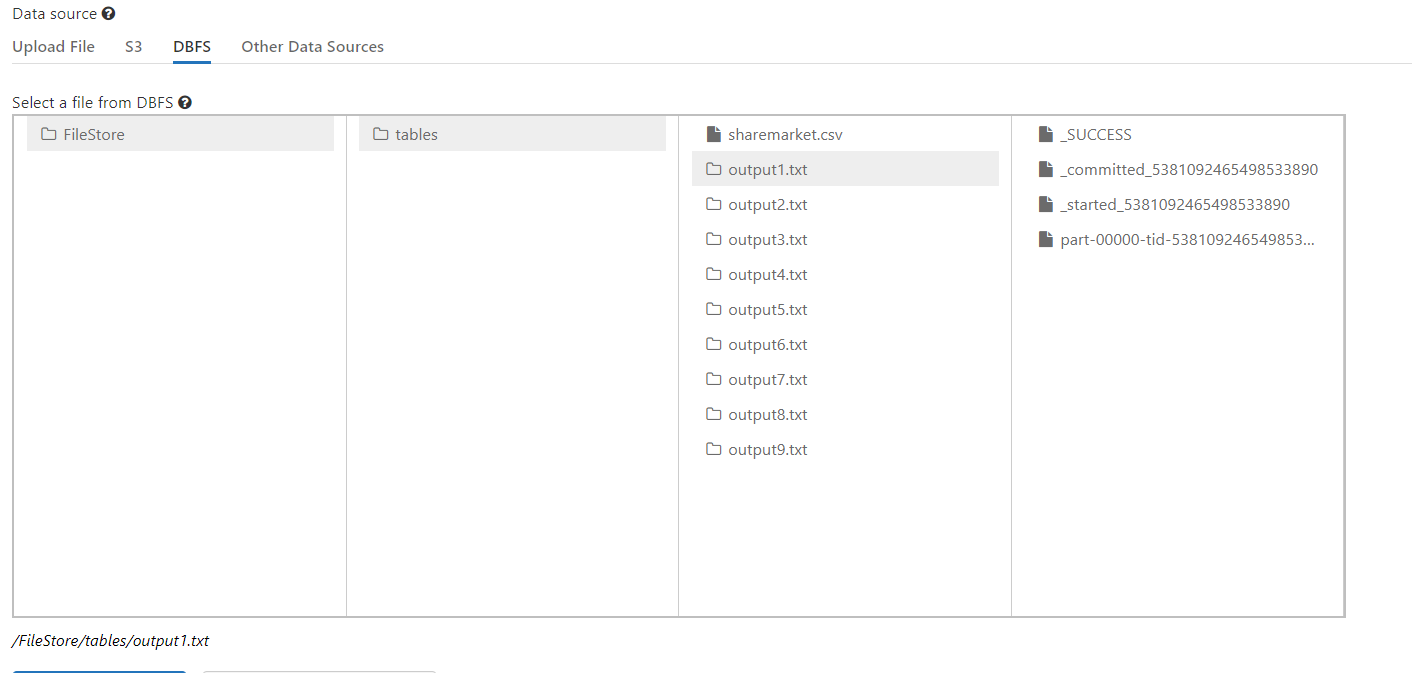 Data source
Upload File S3 DBFS Other Data Sources
Select a file from DBFS
FileStore
tables
sharemarket.csv
output1.txt
output2.txt
output3.txt
output4.txt
output5.txt
output6.txt
output7.txt
output8.txt
output9.txt
_SUCCESS
_committed_5381092465498533890
_started_5381092465498533890
part-00000-tid-538109246549853...
/FileStore/tables/output1.txt